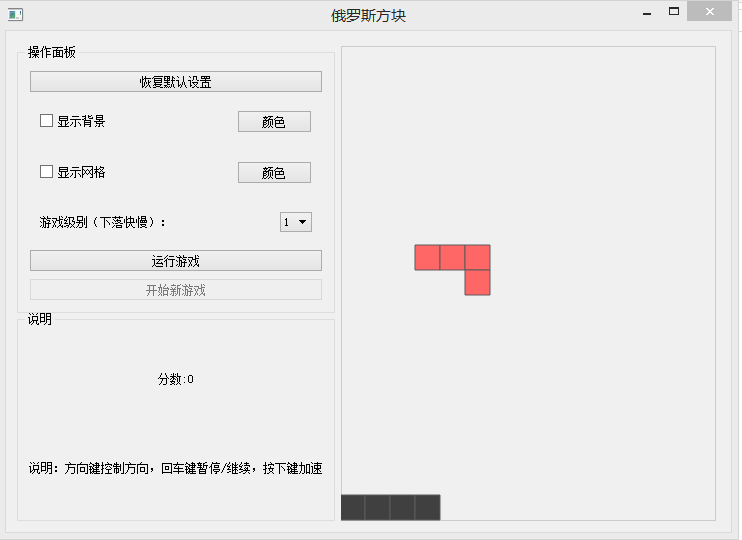 俄罗斯方块
操作面板
恢复默认设置
显示背景
颜色
显示网格
颜色
游戏级别（下落快慢）：
1
运行游戏
开始新游戏
说明
分数:0
说明：方向键控制方向，回车键暂停/继续，按下键加速